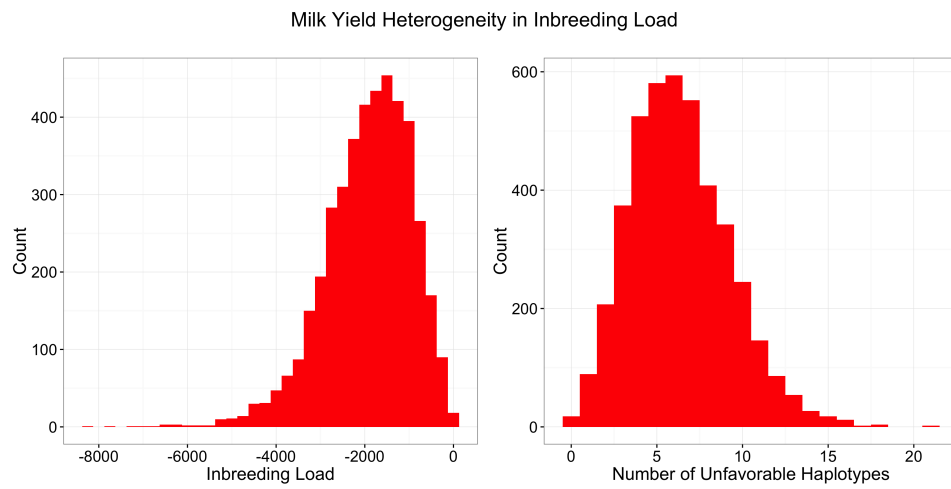 Milk Yield Heterogeneity in Inbreeding Load
Count
400
300
200
100
0
-8000 -6000 -4000 -2000 0
Inbreeding Load
Count
600
400
200
0
0 5 10 15 20
Number of Unfavorable Haplotypes